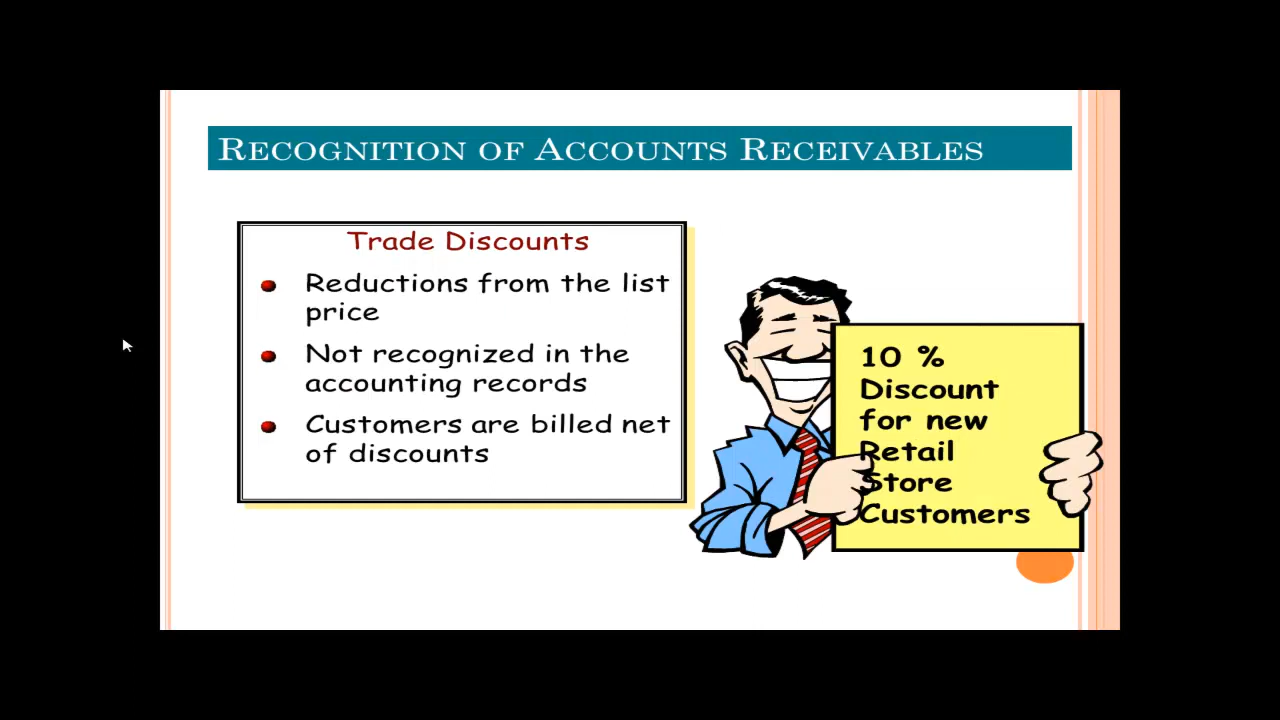 RECOGNITION OF ACCOUNTS RECEIVABLES
Trade Discounts
Reductions from the list
price
Not recognized in the
accounting records
Customers are billed net
of discounts
10 %
Discount
for new
Retail
Store
Customers